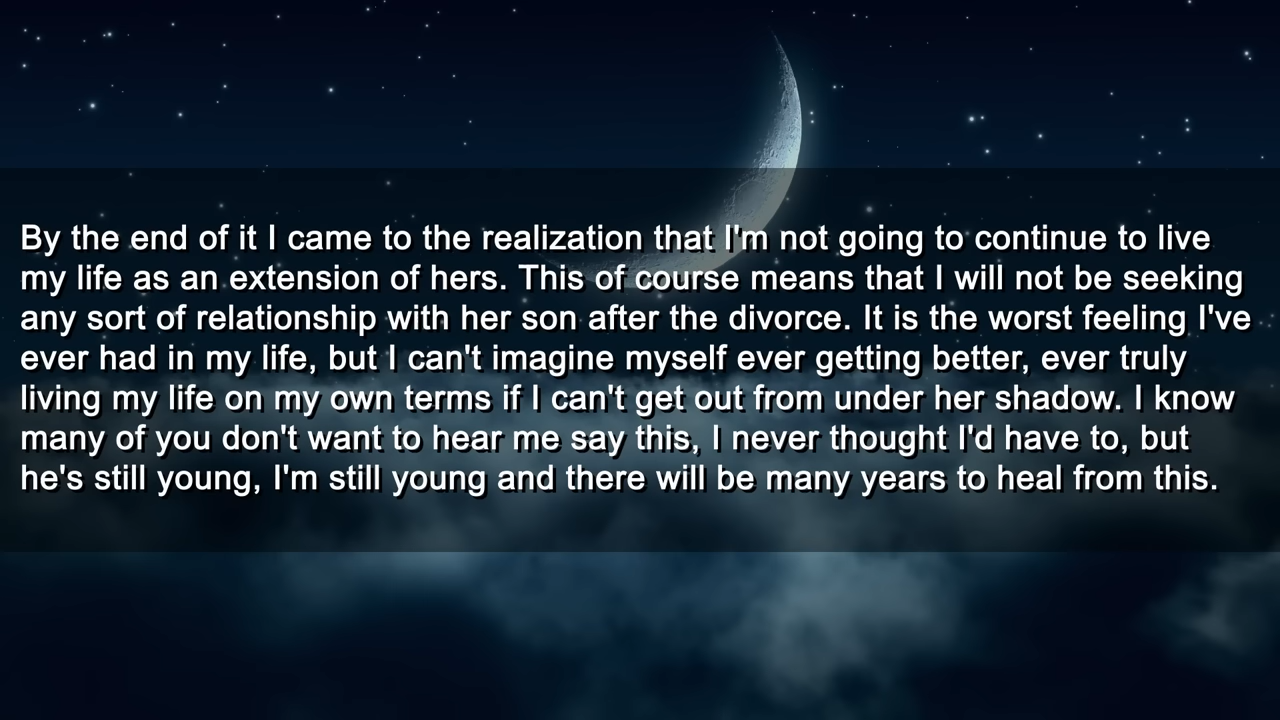 By the end of it I came to the realization that I'm not going to continue to live
my life as an extension of hers. This of course means that I will not be seeking
any sort of relationship with her son after the divorce. It is the worst feeling I've
ever had in my life, but I can't imagine myself ever getting better, ever truly
living my life on my own terms if I can't get out from under her shadow. I know
many of you don't want to hear me say this, I never thought I'd have to, but
he's still young, I'm still young and there will be many years to heal from this.